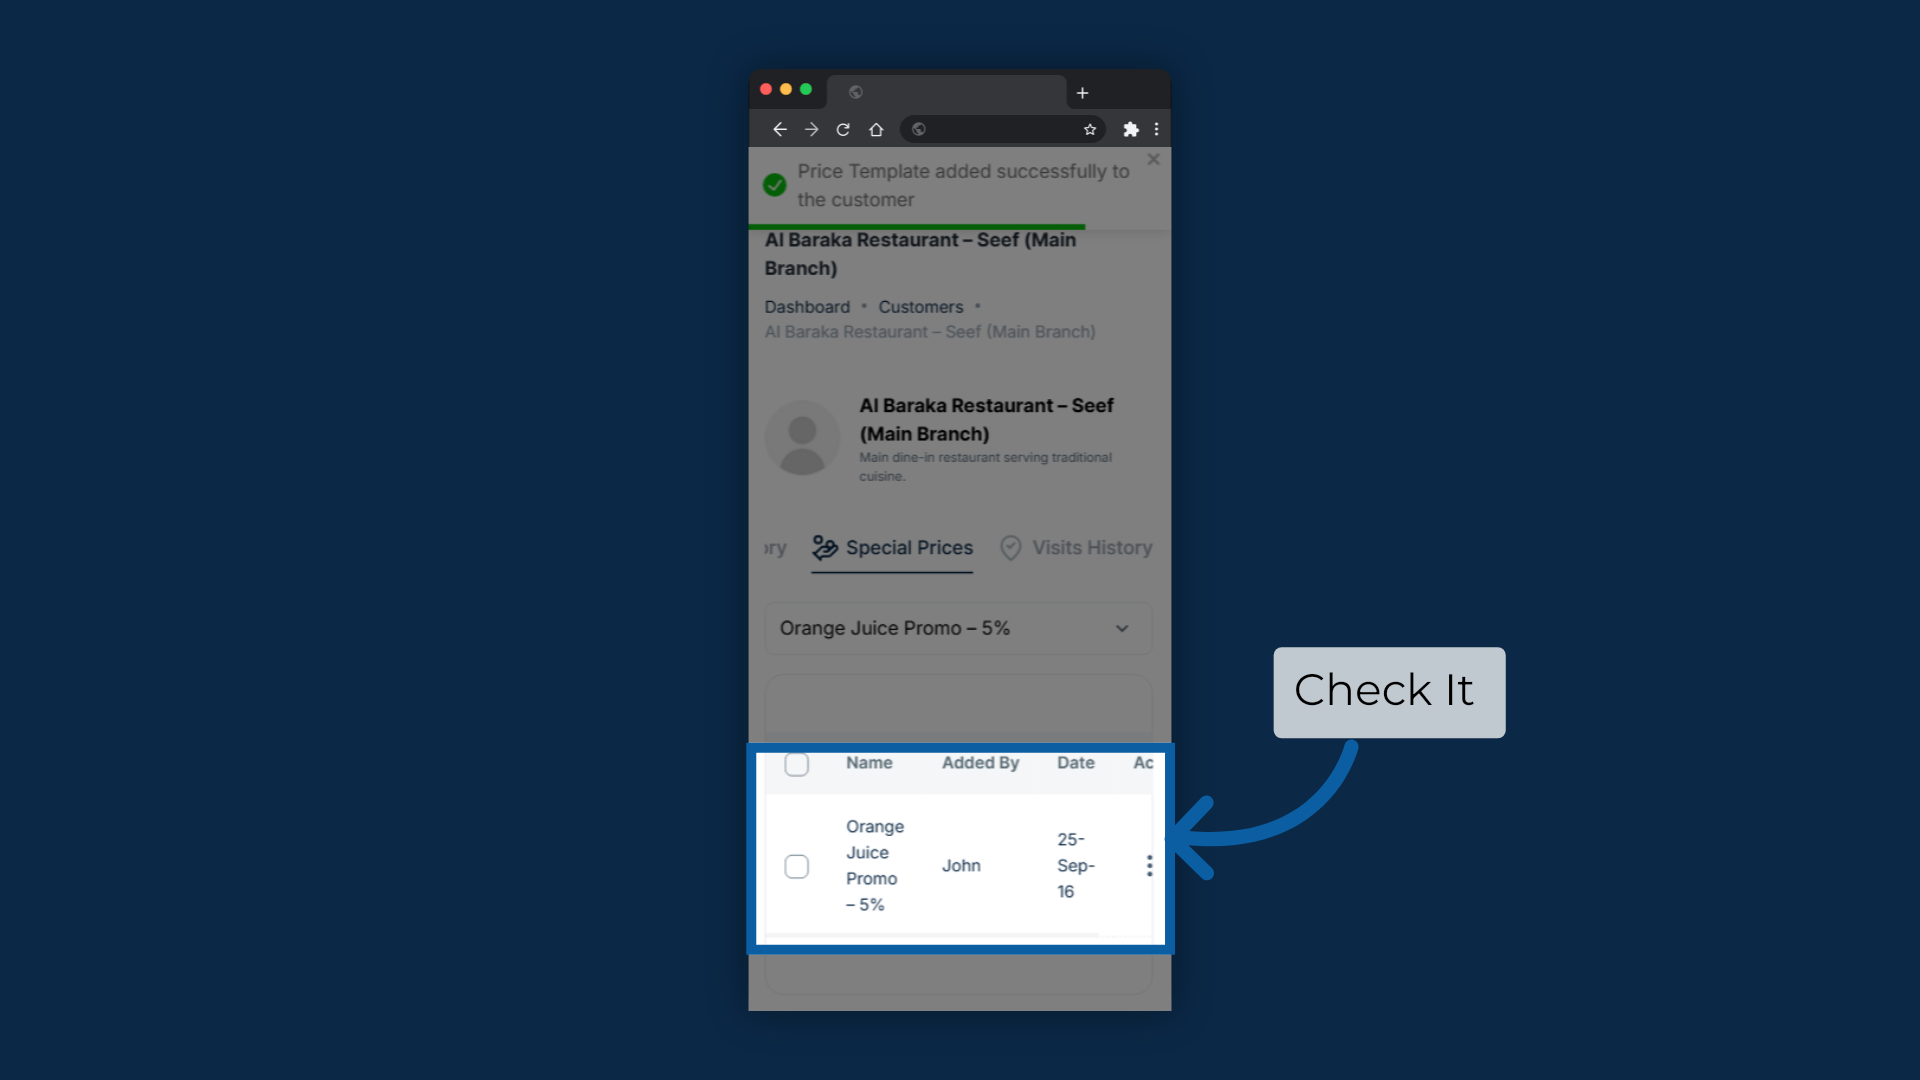 Price Template added successfully to
the customer
Al Baraka Restaurant – Seef (Main
Branch)
Dashboard • Customers •
Al Baraka Restaurant – Seef (Main Branch)
Al Baraka Restaurant – Seef
(Main Branch)
Main dine-in restaurant serving traditional
cuisine.
ory Special Prices Visits History
Orange Juice Promo – 5%
Check It
Name Added By Date Ac
Orange
Juice
Promo
– 5%
John
25-
Sep-
16